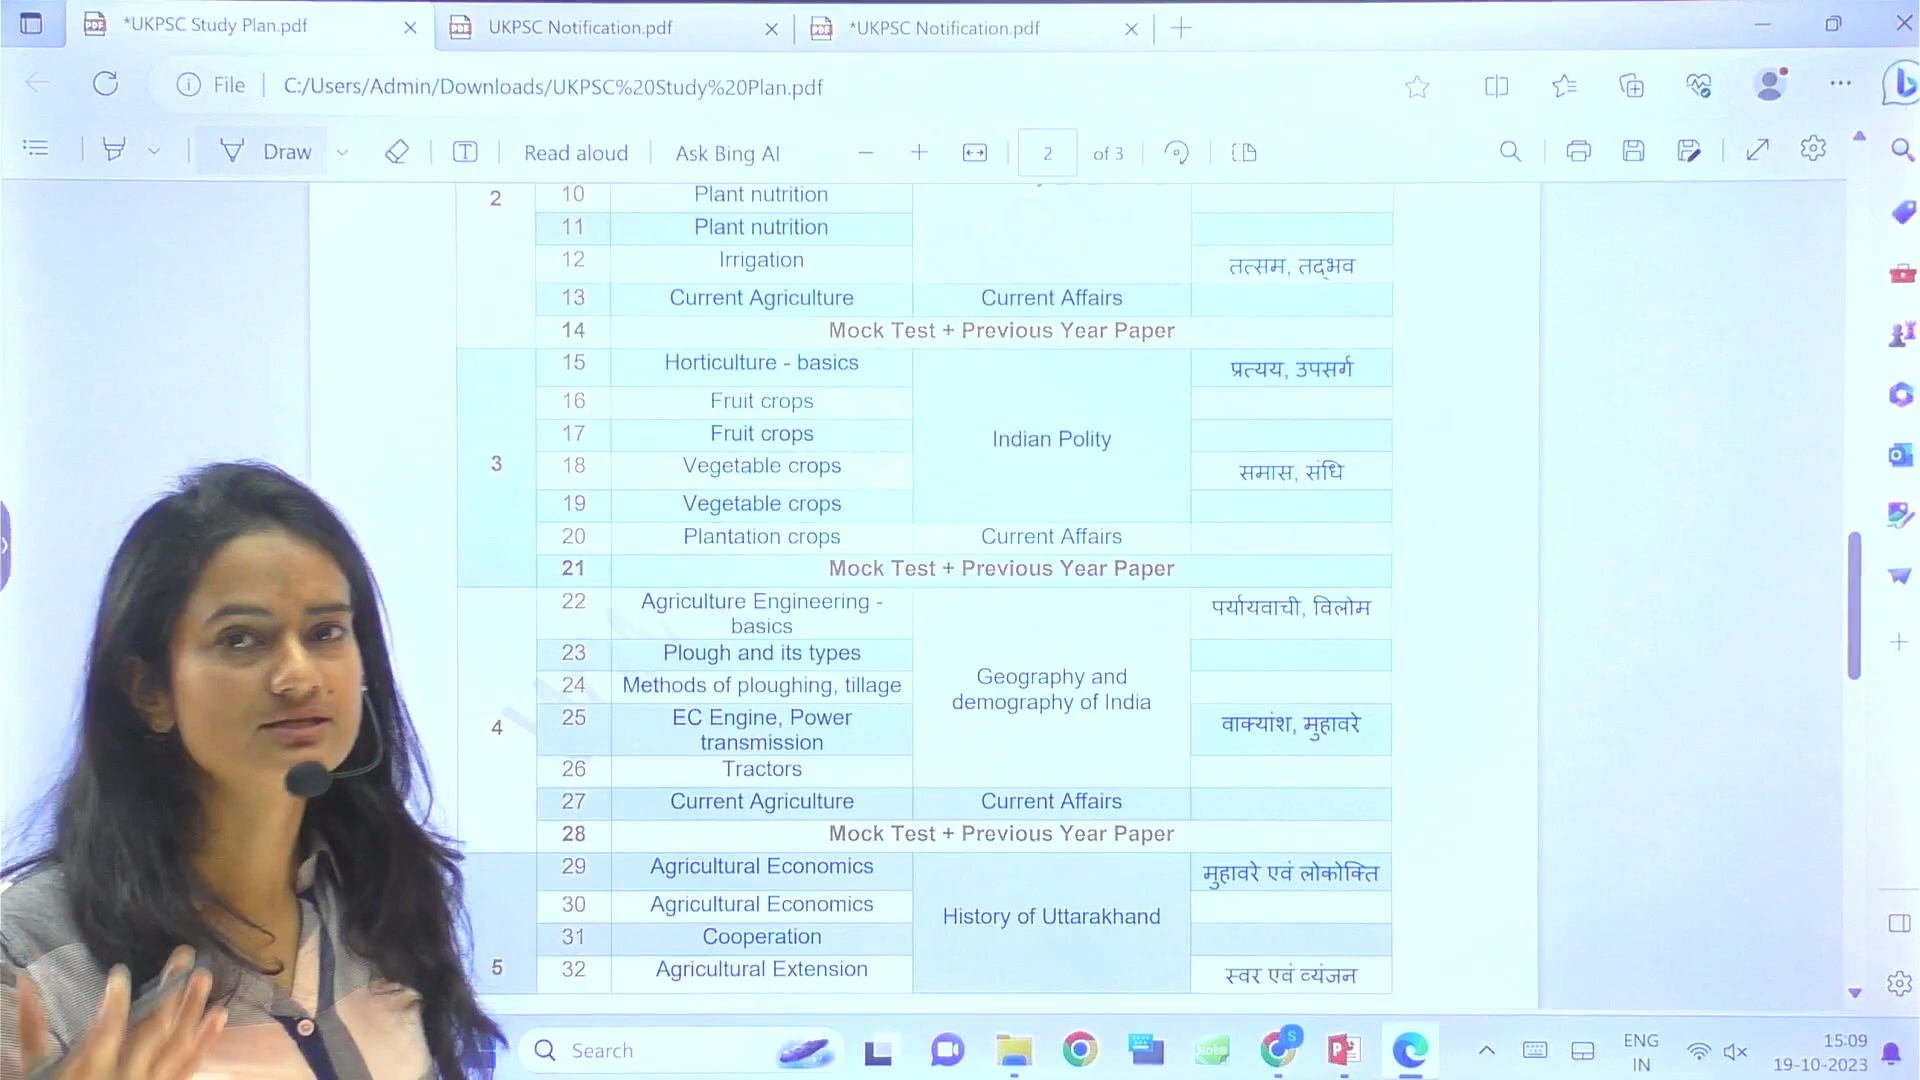 *UKPSC Study Plan.pdf
UKPSC Notification.pdf
*UKPSC Notification.pdf
File
C:/Users/Admin/Downloads/UKPSC%20Study%20Plan.pdf
Draw
Read aloud
Ask Bing AI
2
of 3
2
10 Plant nutrition
11 Plant nutrition
12 Irrigation तत्सम, तद्भव
13 Current Agriculture Current Affairs
14 Mock Test + Previous Year Paper
3
15 Horticulture - basics प्रत्यय, उपसर्ग
16 Fruit crops
17 Fruit crops
Indian Polity
18 Vegetable crops समास, संधि
19 Vegetable crops
20 Plantation crops Current Affairs
21 Mock Test + Previous Year Paper
4
22 Agriculture Engineering -
basics
पर्यायवाची, विलोम
23 Plough and its types
24 Methods of ploughing, tillage
Geography and
demography of India
25 EC Engine, Power
transmission
वाक्यांश, मुहावरे
26 Tractors
27 Current Agriculture Current Affairs
28 Mock Test + Previous Year Paper
5
29 Agricultural Economics मुहावरे एवं लोकोक्ति
30 Agricultural Economics
History of Uttarakhand
31 Cooperation
32 Agricultural Extension स्वर एवं व्यंजन
Search
ENG
IN
15:09
19-10-2023